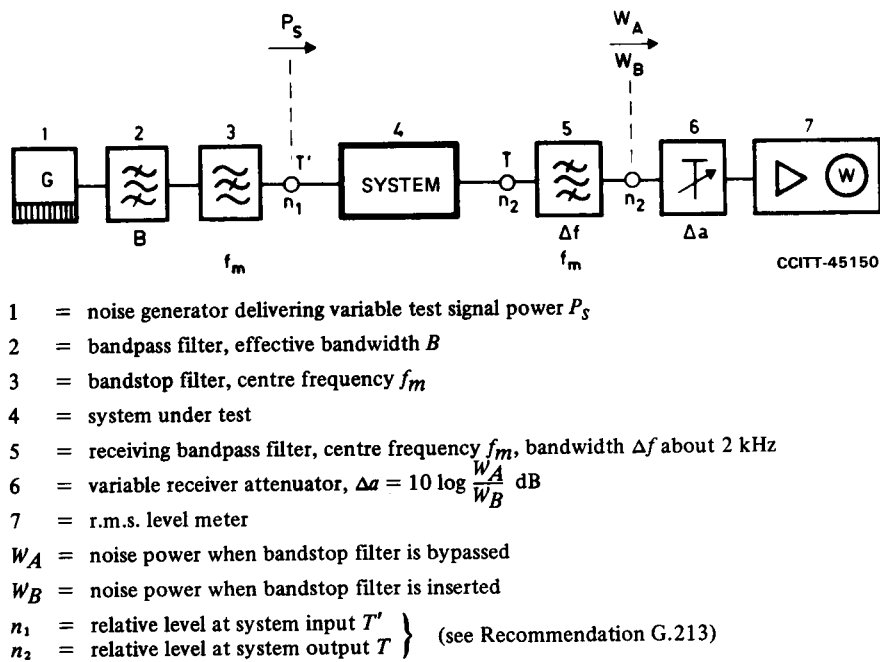 P_S
W_A
W_B
1 2 3 4 5 6 7
G T' SYSTEM T W
n₁ n₂ n₂
B Δf Δa
f_m f_m
CCITT-45150
1 = noise generator delivering variable test signal power P_S
2 = bandpass filter, effective bandwidth B
3 = bandstop filter, centre frequency f_m
4 = system under test
5 = receiving bandpass filter, centre frequency f_m, bandwidth Δf about 2 kHz
6 = variable receiver attenuator, Δa = 10 log W_A/W_B dB
7 = r.m.s. level meter
W_A = noise power when bandstop filter is bypassed
W_B = noise power when bandstop filter is inserted
n₁ = relative level at system input T'
n₂ = relative level at system output T } (see Recommendation G.213)